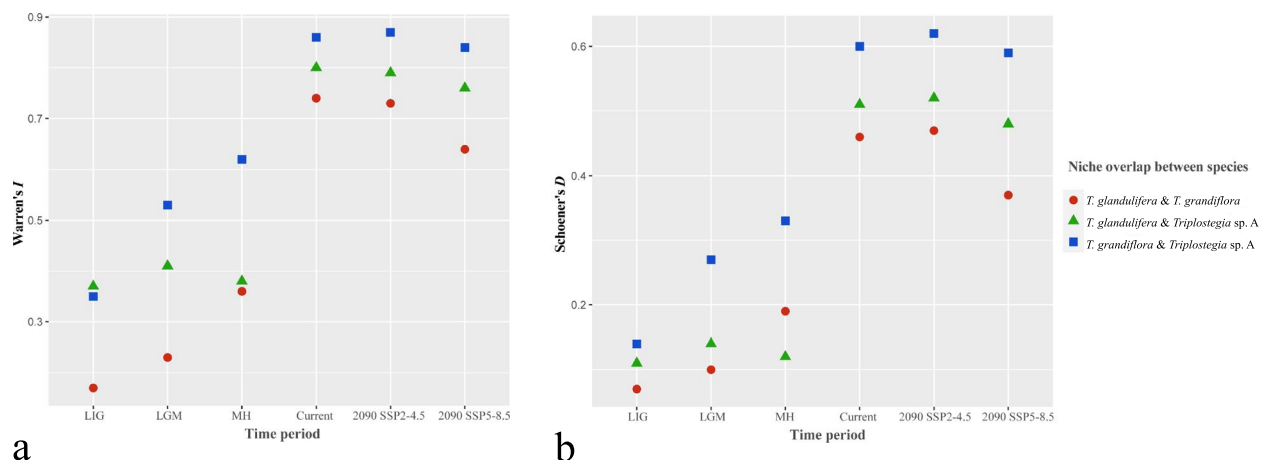 0.9
0.7
0.5
0.3
Warren's I
LIG LGM MH Current 2090 SSP2-4.5 2090 SSP5-8.5
Time period
a
0.6
0.4
0.2
Schoener's D
LIG LGM MH Current 2090 SSP2-4.5 2090 SSP5-8.5
Time period
b
Niche overlap between species
T. glandulifera & T. grandiflora
T. glandulifera & Triplostegia sp. A
T. grandiflora & Triplostegia sp. A